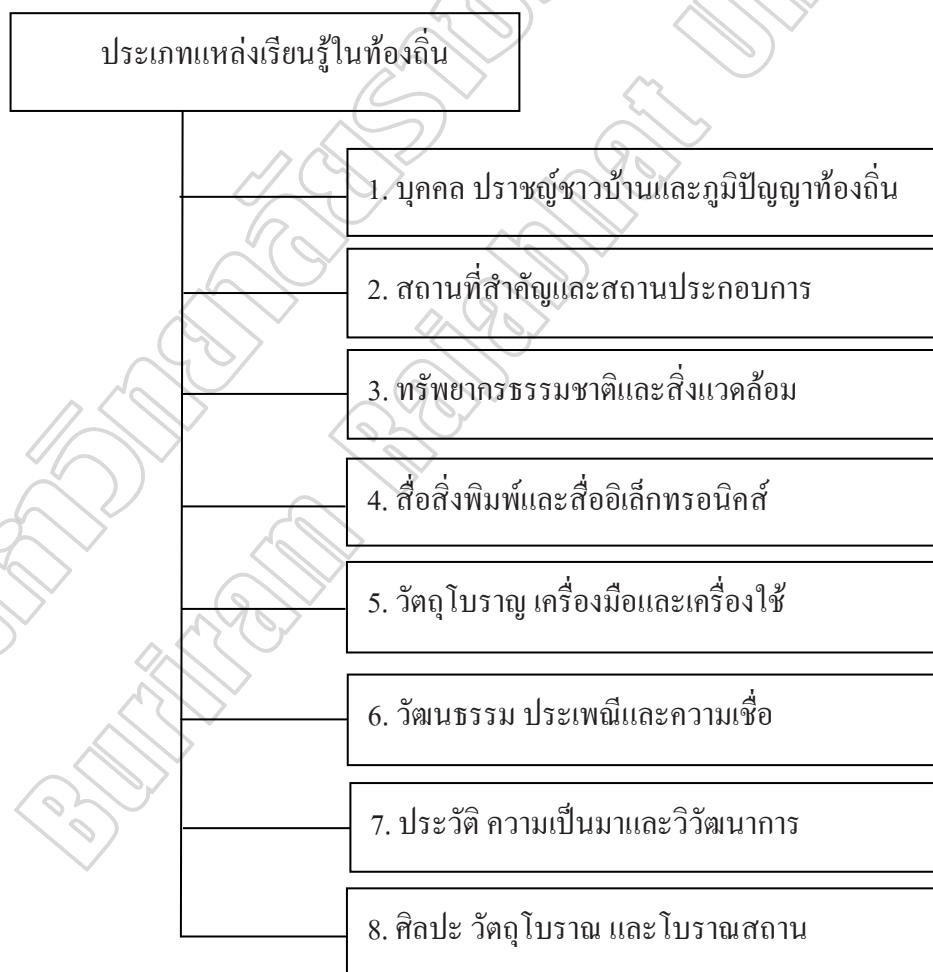 ประเภทแหล่งเรียนรู้ในท้องถิ่น
1. บุคคล ปราชญ์ชาวบ้านและภูมิปัญญาท้องถิ่น
2. สถานที่สำคัญและสถานประกอบการ
3. ทรัพยากรธรรมชาติและสิ่งแวดล้อม
4. สื่อสิ่งพิมพ์และสื่ออิเล็กทรอนิคส์
5. วัตถุโบราญ เครื่องมือและเครื่องใช้
6. วัฒนธรรม ประเพณีและความเชื่อ
7. ประวัติ ความเป็นมาและวิวัฒนาการ
8. ศิลปะ วัตถุโบราณ และโบราณสถาน
Buriram Rajabhat